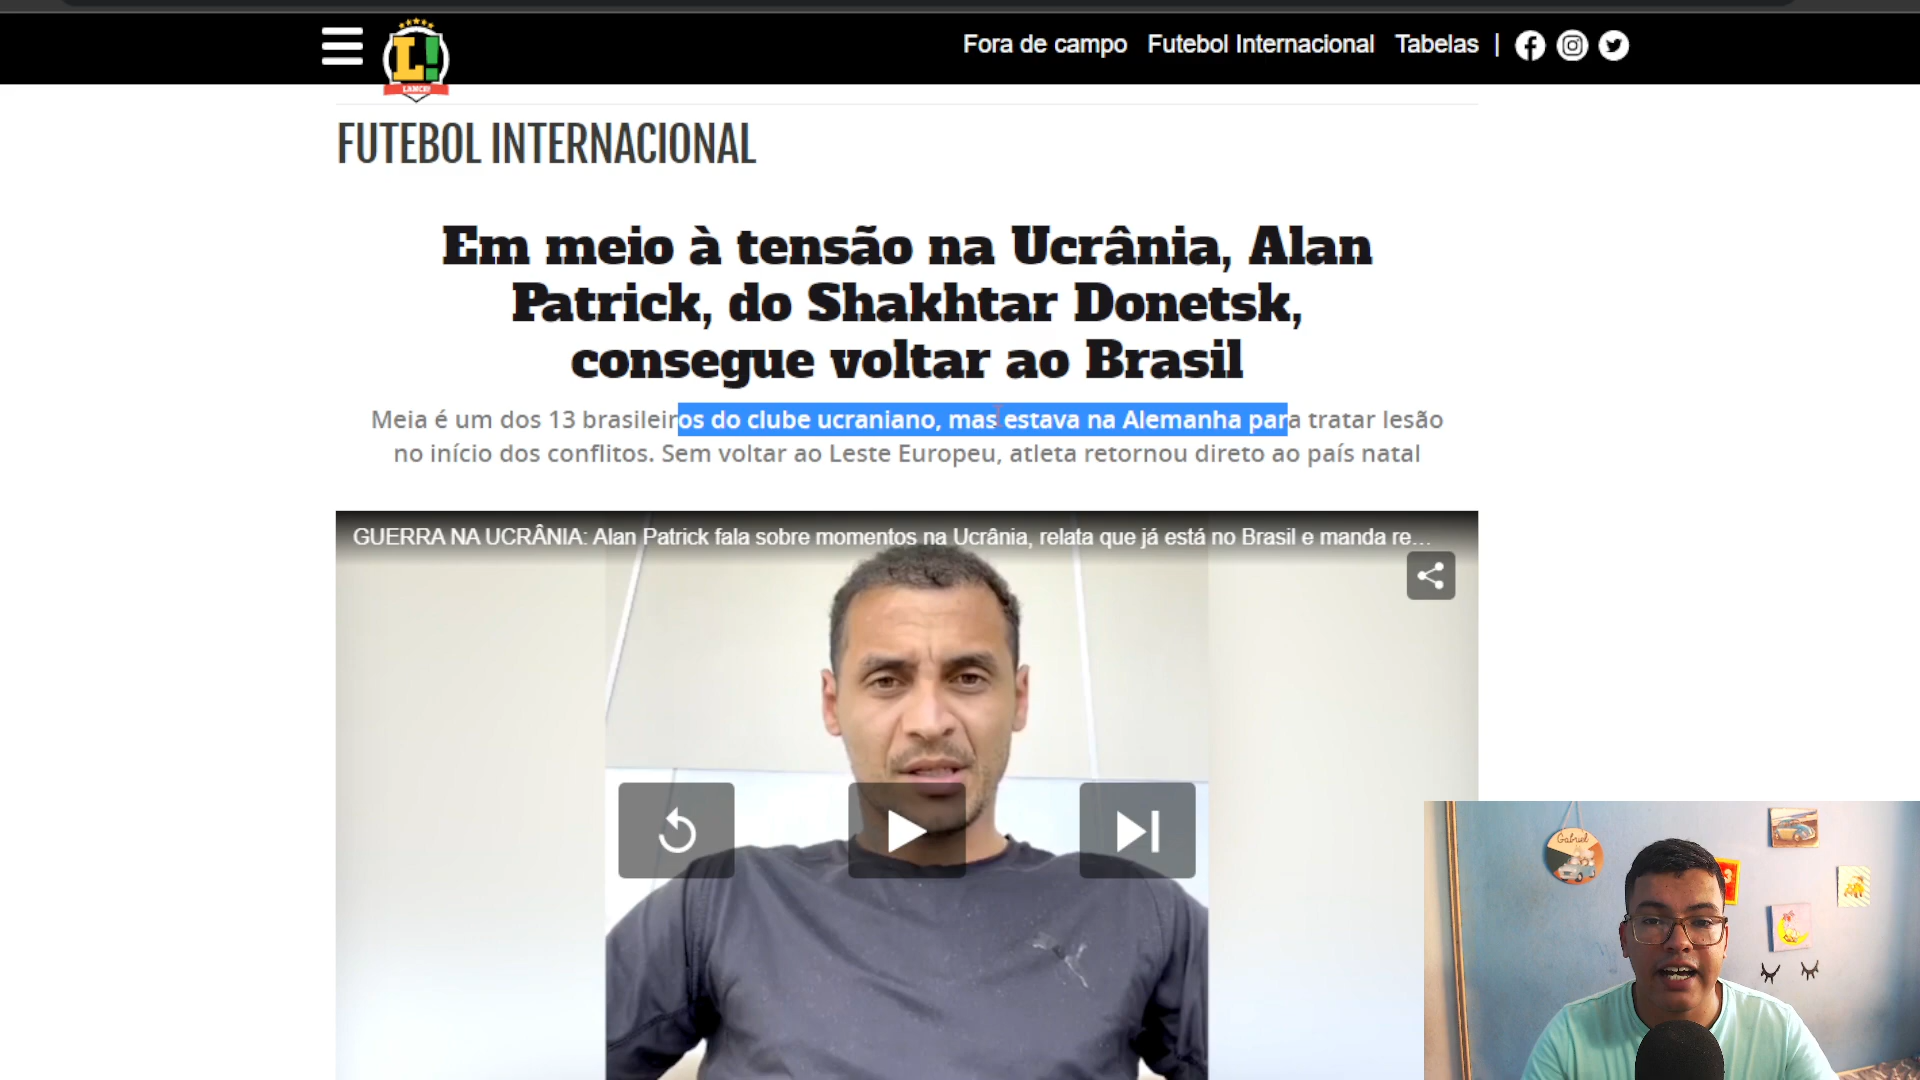 L!
LANCE!
Fora de campo Futebol Internacional Tabelas |
FUTEBOL INTERNACIONAL
Em meio à tensão na Ucrânia, Alan
Patrick, do Shakhtar Donetsk,
consegue voltar ao Brasil
Meia é um dos 13 brasileiros do clube ucraniano, mas estava na Alemanha para tratar lesão
no início dos conflitos. Sem voltar ao Leste Europeu, atleta retornou direto ao país natal
GUERRA NA UCRÂNIA: Alan Patrick fala sobre momentos na Ucrânia, relata que já está no Brasil e manda re...
Gabriel